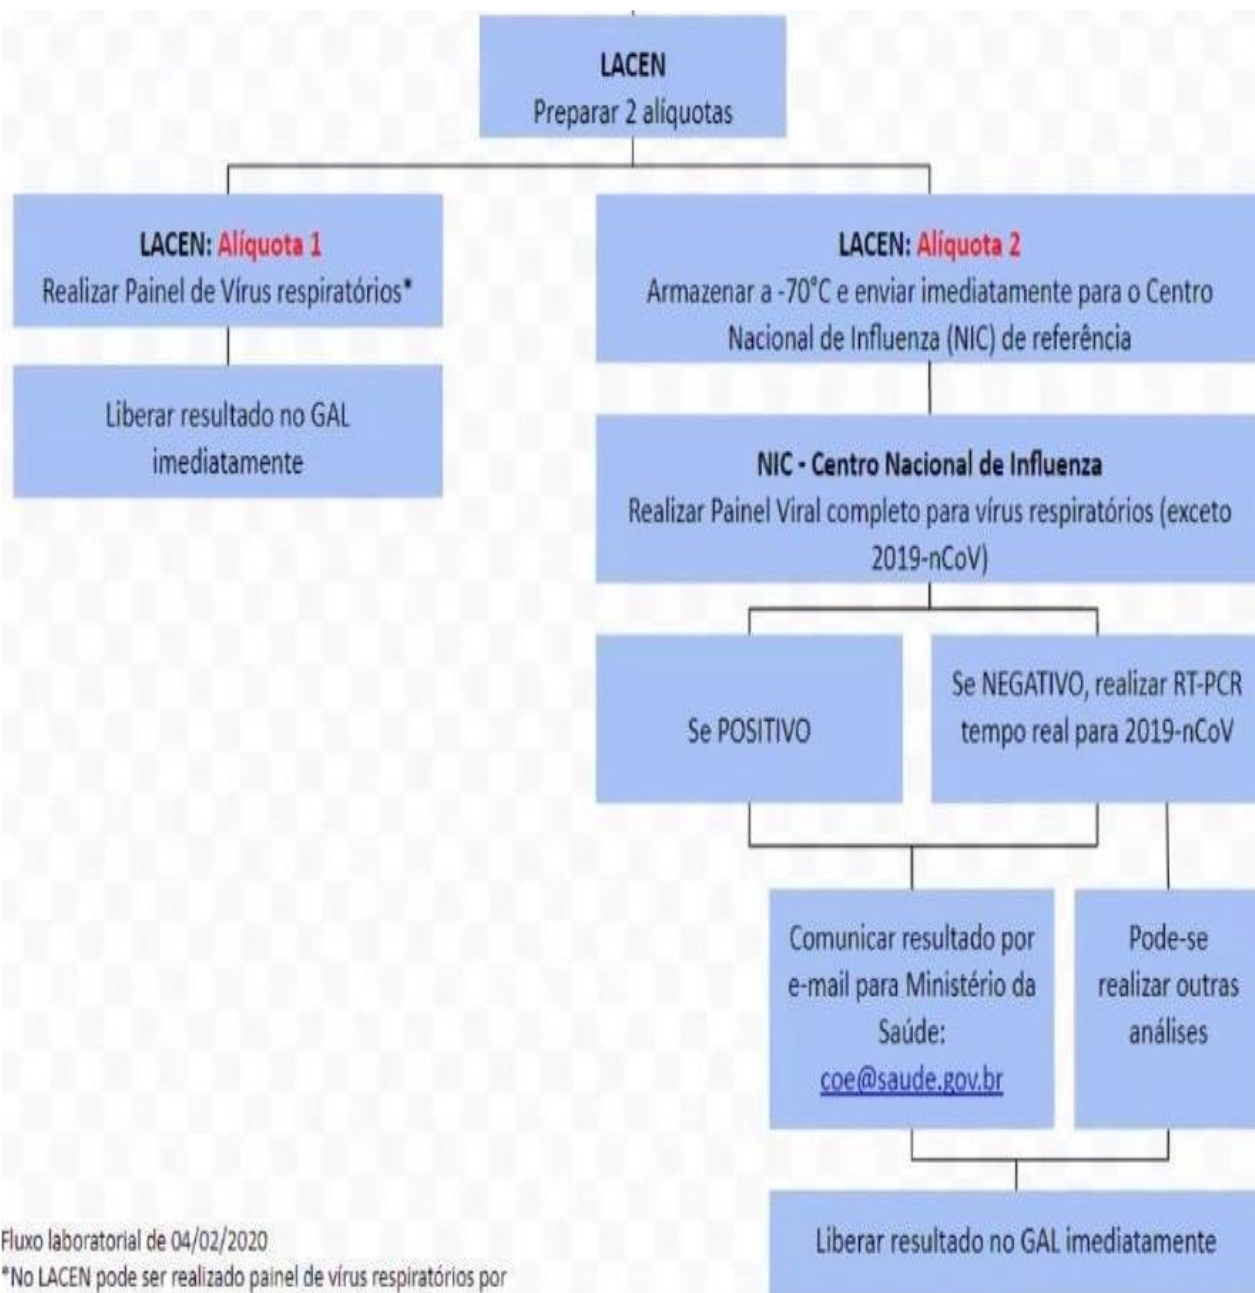 LACEN
Preparar 2 alíquotas
LACEN: Alíquota 1
Realizar Painel de Vírus respiratórios*
Liberar resultado no GAL
imediatamente
LACEN: Alíquota 2
Armazenar a -70°C e enviar imediatamente para o Centro
Nacional de Influenza (NIC) de referência
NIC - Centro Nacional de Influenza
Realizar Painel Viral completo para vírus respiratórios (exceto
2019-nCoV)
Se POSITIVO
Se NEGATIVO, realizar RT-PCR
tempo real para 2019-nCoV
Comunicar resultado por
e-mail para Ministério da
Saúde:
coe@saude.gov.br
Pode-se
realizar outras
análises
Liberar resultado no GAL imediatamente
Fluxo laboratorial de 04/02/2020
*No LACEN pode ser realizado painel de vírus respiratórios por